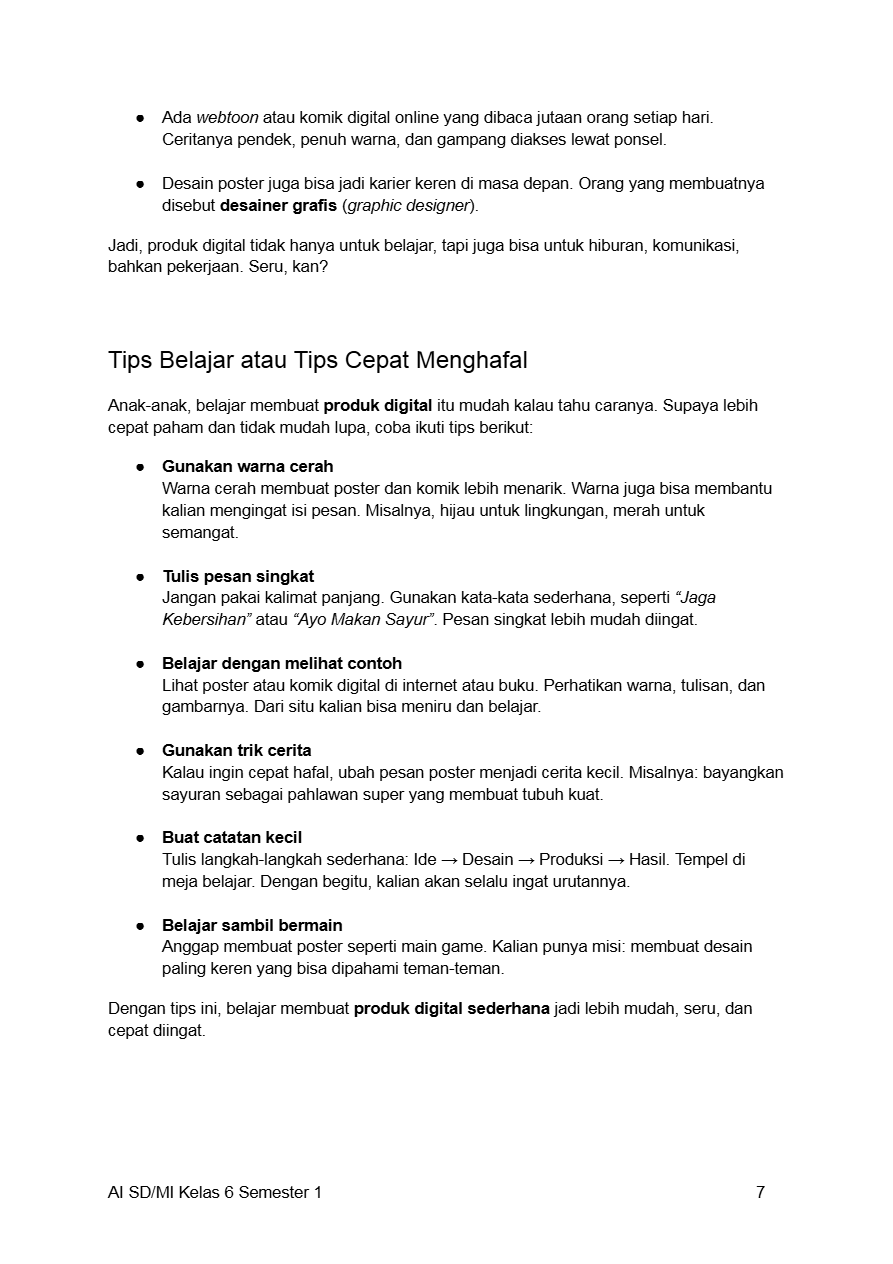 ● Ada webtoon atau komik digital online yang dibaca jutaan orang setiap hari.
Ceritanya pendek, penuh warna, dan gampang diakses lewat ponsel.
● Desain poster juga bisa jadi karier keren di masa depan. Orang yang membuatnya
disebut desainer grafis (graphic designer).
Jadi, produk digital tidak hanya untuk belajar, tapi juga bisa untuk hiburan, komunikasi,
bahkan pekerjaan. Seru, kan?
Tips Belajar atau Tips Cepat Menghafal
Anak-anak, belajar membuat produk digital itu mudah kalau tahu caranya. Supaya lebih
cepat paham dan tidak mudah lupa, coba ikuti tips berikut:
● Gunakan warna cerah
Warna cerah membuat poster dan komik lebih menarik. Warna juga bisa membantu
kalian mengingat isi pesan. Misalnya, hijau untuk lingkungan, merah untuk
semangat.
● Tulis pesan singkat
Jangan pakai kalimat panjang. Gunakan kata-kata sederhana, seperti “Jaga
Kebersihan” atau “Ayo Makan Sayur”. Pesan singkat lebih mudah diingat.
● Belajar dengan melihat contoh
Lihat poster atau komik digital di internet atau buku. Perhatikan warna, tulisan, dan
gambarnya. Dari situ kalian bisa meniru dan belajar.
● Gunakan trik cerita
Kalau ingin cepat hafal, ubah pesan poster menjadi cerita kecil. Misalnya: bayangkan
sayuran sebagai pahlawan super yang membuat tubuh kuat.
● Buat catatan kecil
Tulis langkah-langkah sederhana: Ide → Desain → Produksi → Hasil. Tempel di
meja belajar. Dengan begitu, kalian akan selalu ingat urutannya.
● Belajar sambil bermain
Anggap membuat poster seperti main game. Kalian punya misi: membuat desain
paling keren yang bisa dipahami teman-teman.
Dengan tips ini, belajar membuat produk digital sederhana jadi lebih mudah, seru, dan
cepat diingat.
AI SD/MI Kelas 6 Semester 1 7